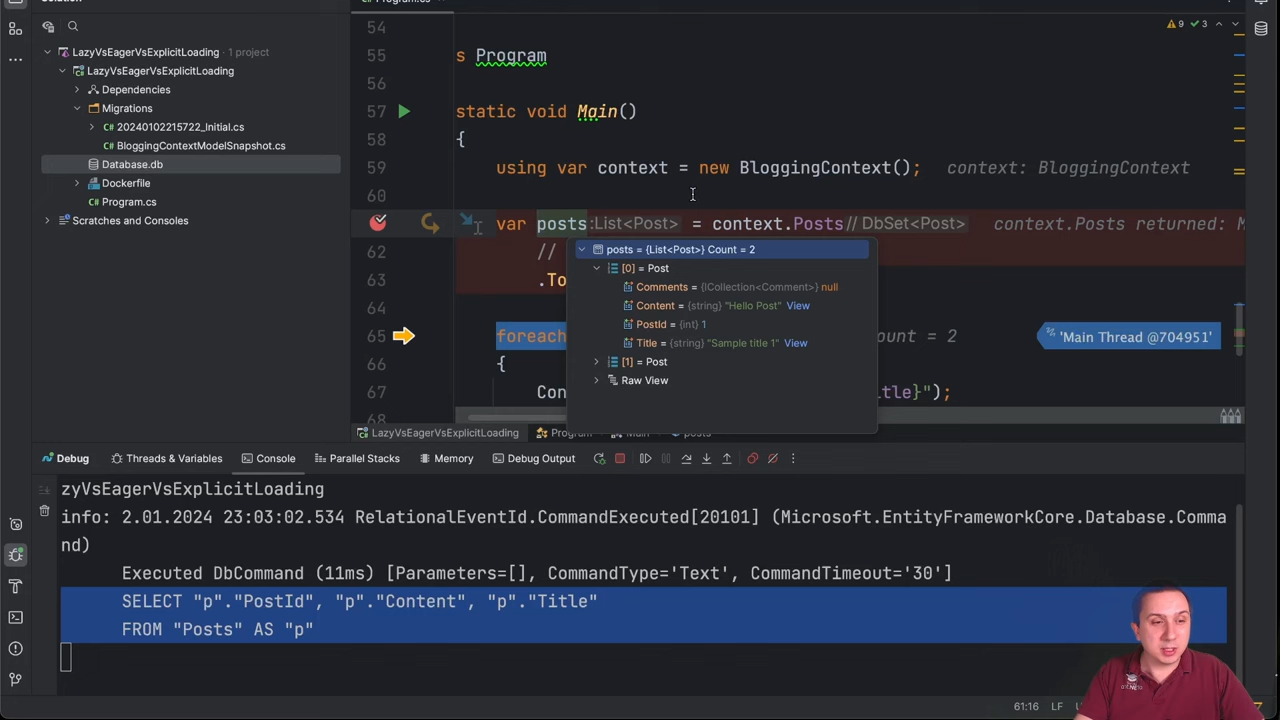 Program.cs
9 3
LazyVsEagerVsExplicitLoading · 1 project
LazyVsEagerVsExplicitLoading
Dependencies
Migrations
C# 20240102215722_Initial.cs
C# BloggingContextModelSnapshot.cs
Database.db
Dockerfile
C# Program.cs
Scratches and Consoles
54
55 s Program
56
57 static void Main()
58 {
59 using var context = new BloggingContext(); context: BloggingContext
60
var posts :List<Post> = context.Posts // DbSet<Post> context.Posts returned: M
62 //
63 .To
64
65 foreach ount = 2 'Main Thread @704951'
66 {
67 Con tle}");
68
posts = {List<Post>} Count = 2
[0] = Post
Comments = {ICollection<Comment>} null
Content = {string} "Hello Post" View
PostId = {int} 1
Title = {string} "Sample title 1" View
[1] = Post
Raw View
LazyVsEagerVsExplicitLoading Program Main posts
Debug Threads & Variables Console Parallel Stacks Memory Debug Output
zyVsEagerVsExplicitLoading
info: 2.01.2024 23:03:02.534 RelationalEventId.CommandExecuted[20101] (Microsoft.EntityFrameworkCore.Database.Comma
nd)
Executed DbCommand (11ms) [Parameters=[], CommandType='Text', CommandTimeout='30']
SELECT "p"."PostId", "p"."Content", "p"."Title"
FROM "Posts" AS "p"
61:16 LF